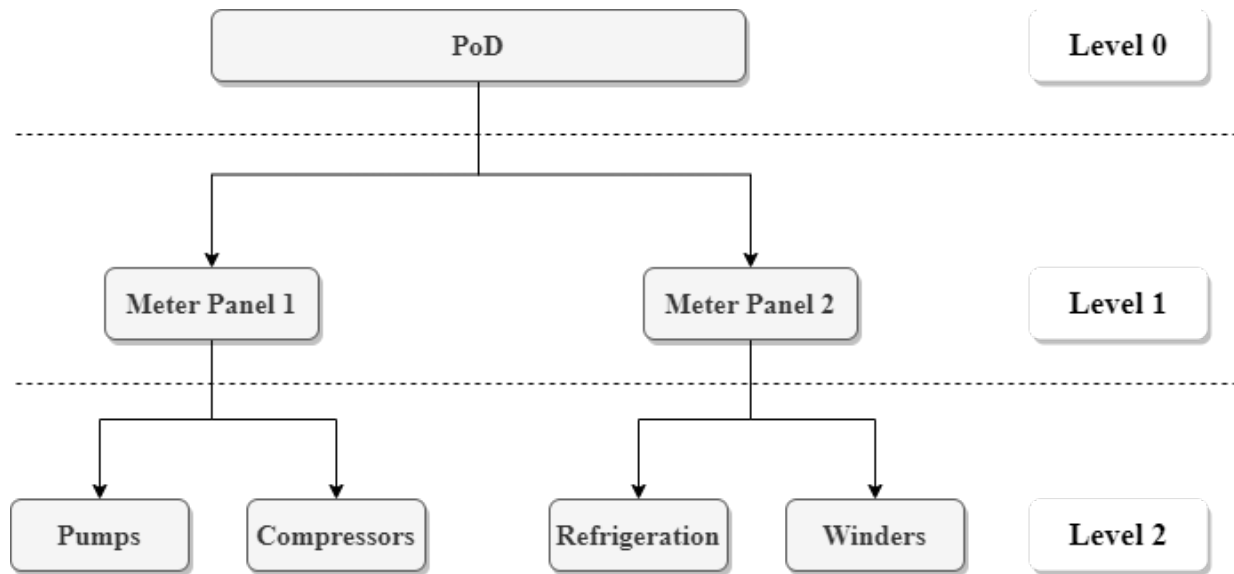 PoD
Level 0
Meter Panel 1
Meter Panel 2
Level 1
Pumps
Compressors
Refrigeration
Winders
Level 2